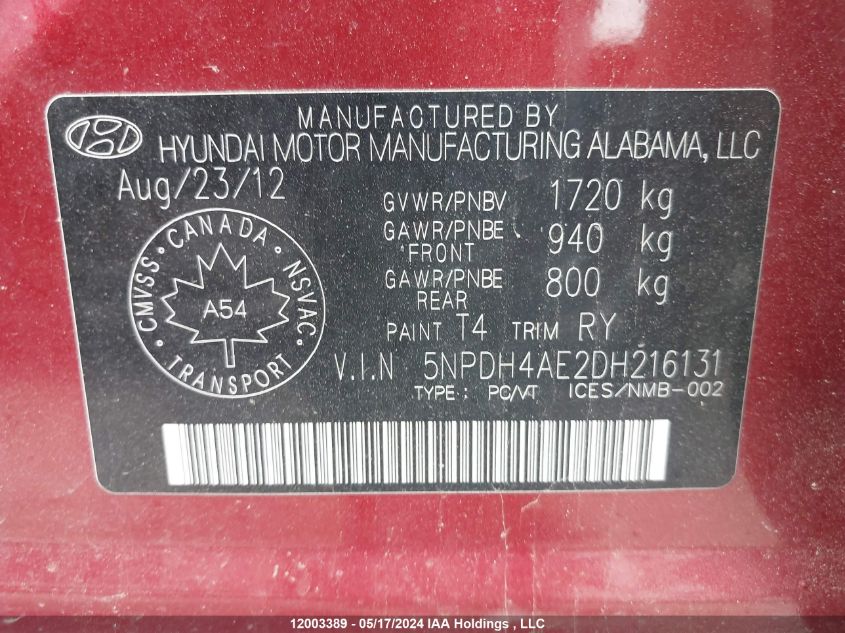 MANUFACTURED BY
HYUNDAI MOTOR MANUFACTURING ALABAMA, LLC
Aug/23/12
GVWR/PNBV 1720 kg
GAWR/PNBE FRONT 940 kg
GAWR/PNBE REAR 800 kg
CANADA
CMVSS NSVAC
A54
TRANSPORT
PAINT T4 TRIM RY
V.I.N 5NPDH4AE2DH216131
TYPE: PC/VT ICES/NMB-002
12003389 - 05/17/2024 IAA Holdings , LLC